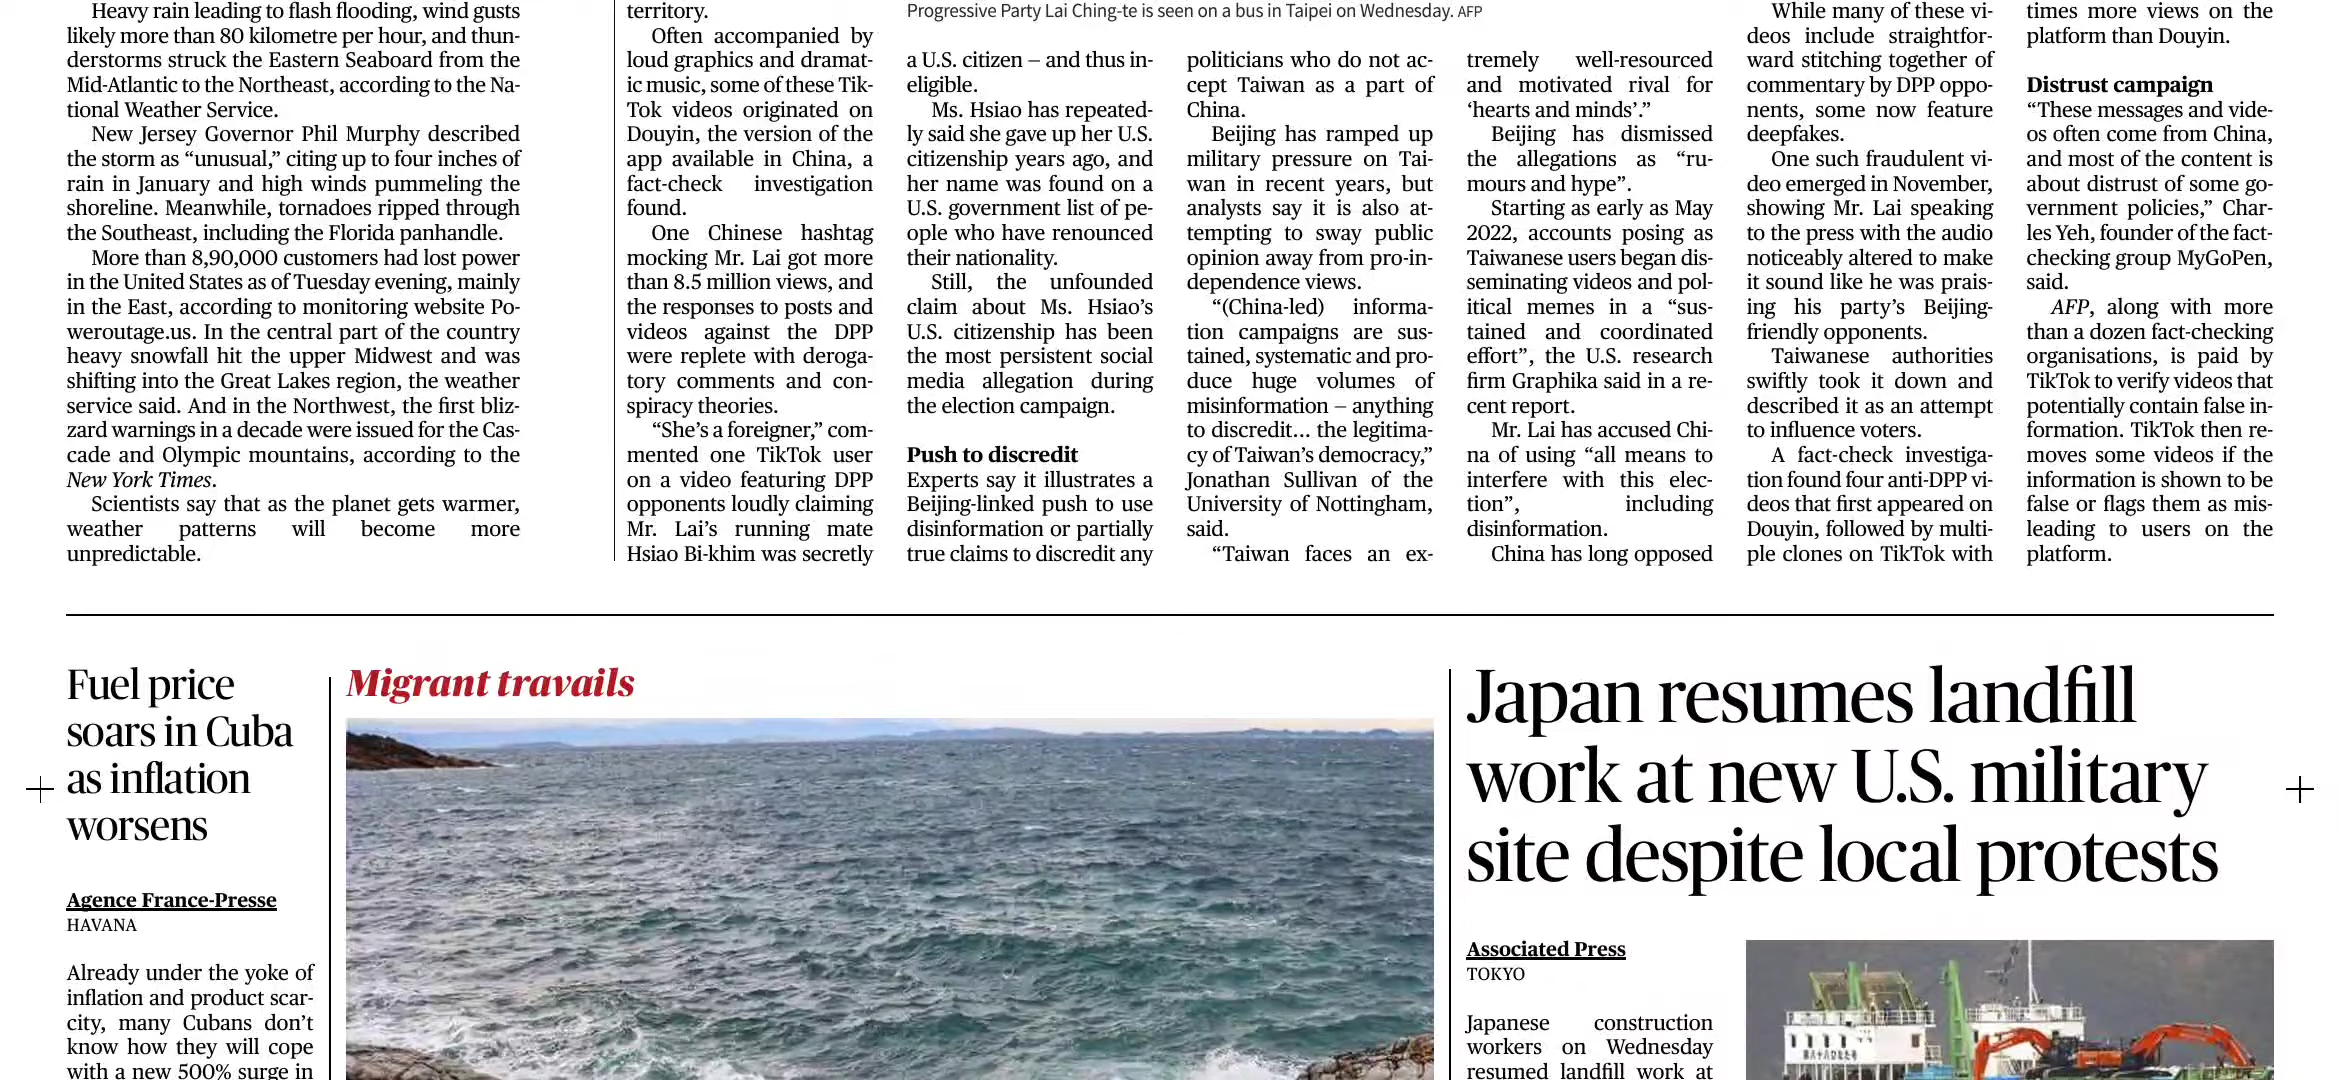 Heavy rain leading to flash flooding, wind gusts
likely more than 80 kilometre per hour, and thun-
derstorms struck the Eastern Seaboard from the
Mid-Atlantic to the Northeast, according to the Na-
tional Weather Service.
New Jersey Governor Phil Murphy described
the storm as “unusual,” citing up to four inches of
rain in January and high winds pummeling the
shoreline. Meanwhile, tornadoes ripped through
the Southeast, including the Florida panhandle.
More than 8,90,000 customers had lost power
in the United States as of Tuesday evening, mainly
in the East, according to monitoring website Po-
weroutage.us. In the central part of the country
heavy snowfall hit the upper Midwest and was
shifting into the Great Lakes region, the weather
service said. And in the Northwest, the first bliz-
zard warnings in a decade were issued for the Cas-
cade and Olympic mountains, according to the
New York Times.
Scientists say that as the planet gets warmer,
weather patterns will become more
unpredictable.
territory.
Often accompanied by
loud graphics and dramat-
ic music, some of these Tik-
Tok videos originated on
Douyin, the version of the
app available in China, a
fact-check investigation
found.
One Chinese hashtag
mocking Mr. Lai got more
than 8.5 million views, and
the responses to posts and
videos against the DPP
were replete with deroga-
tory comments and con-
spiracy theories.
“She’s a foreigner,” com-
mented one TikTok user
on a video featuring DPP
opponents loudly claiming
Mr. Lai’s running mate
Hsiao Bi-khim was secretly
Progressive Party Lai Ching-te is seen on a bus in Taipei on Wednesday. AFP
a U.S. citizen – and thus in-
eligible.
Ms. Hsiao has repeated-
ly said she gave up her U.S.
citizenship years ago, and
her name was found on a
U.S. government list of pe-
ople who have renounced
their nationality.
Still, the unfounded
claim about Ms. Hsiao’s
U.S. citizenship has been
the most persistent social
media allegation during
the election campaign.
Push to discredit
Experts say it illustrates a
Beijing-linked push to use
disinformation or partially
true claims to discredit any
politicians who do not ac-
cept Taiwan as a part of
China.
Beijing has ramped up
military pressure on Tai-
wan in recent years, but
analysts say it is also at-
tempting to sway public
opinion away from pro-in-
dependence views.
“(China-led) informa-
tion campaigns are sus-
tained, systematic and pro-
duce huge volumes of
misinformation – anything
to discredit... the legitima-
cy of Taiwan’s democracy,”
Jonathan Sullivan of the
University of Nottingham,
said.
“Taiwan faces an ex-
tremely well-resourced
and motivated rival for
‘hearts and minds’.”
Beijing has dismissed
the allegations as “ru-
mours and hype”.
Starting as early as May
2022, accounts posing as
Taiwanese users began dis-
seminating videos and pol-
itical memes in a “sus-
tained and coordinated
effort”, the U.S. research
firm Graphika said in a re-
cent report.
Mr. Lai has accused Chi-
na of using “all means to
interfere with this elec-
tion”, including
disinformation.
China has long opposed
While many of these vi-
deos include straightfor-
ward stitching together of
commentary by DPP oppo-
nents, some now feature
deepfakes.
One such fraudulent vi-
deo emerged in November,
showing Mr. Lai speaking
to the press with the audio
noticeably altered to make
it sound like he was prais-
ing his party’s Beijing-
friendly opponents.
Taiwanese authorities
swiftly took it down and
described it as an attempt
to influence voters.
A fact-check investiga-
tion found four anti-DPP vi-
deos that first appeared on
Douyin, followed by multi-
ple clones on TikTok with
times more views on the
platform than Douyin.
Distrust campaign
“These messages and vide-
os often come from China,
and most of the content is
about distrust of some go-
vernment policies,” Char-
les Yeh, founder of the fact-
checking group MyGoPen,
said.
AFP, along with more
than a dozen fact-checking
organisations, is paid by
TikTok to verify videos that
potentially contain false in-
formation. TikTok then re-
moves some videos if the
information is shown to be
false or flags them as mis-
leading to users on the
platform.
Fuel price
soars in Cuba
as inflation
worsens
Agence France-Presse
HAVANA
Already under the yoke of
inflation and product scar-
city, many Cubans don’t
know how they will cope
with a new 500% surge in
Migrant travails
Japan resumes landfill
work at new U.S. military
site despite local protests
Associated Press
TOKYO
Japanese construction
workers on Wednesday
resumed landfill work at